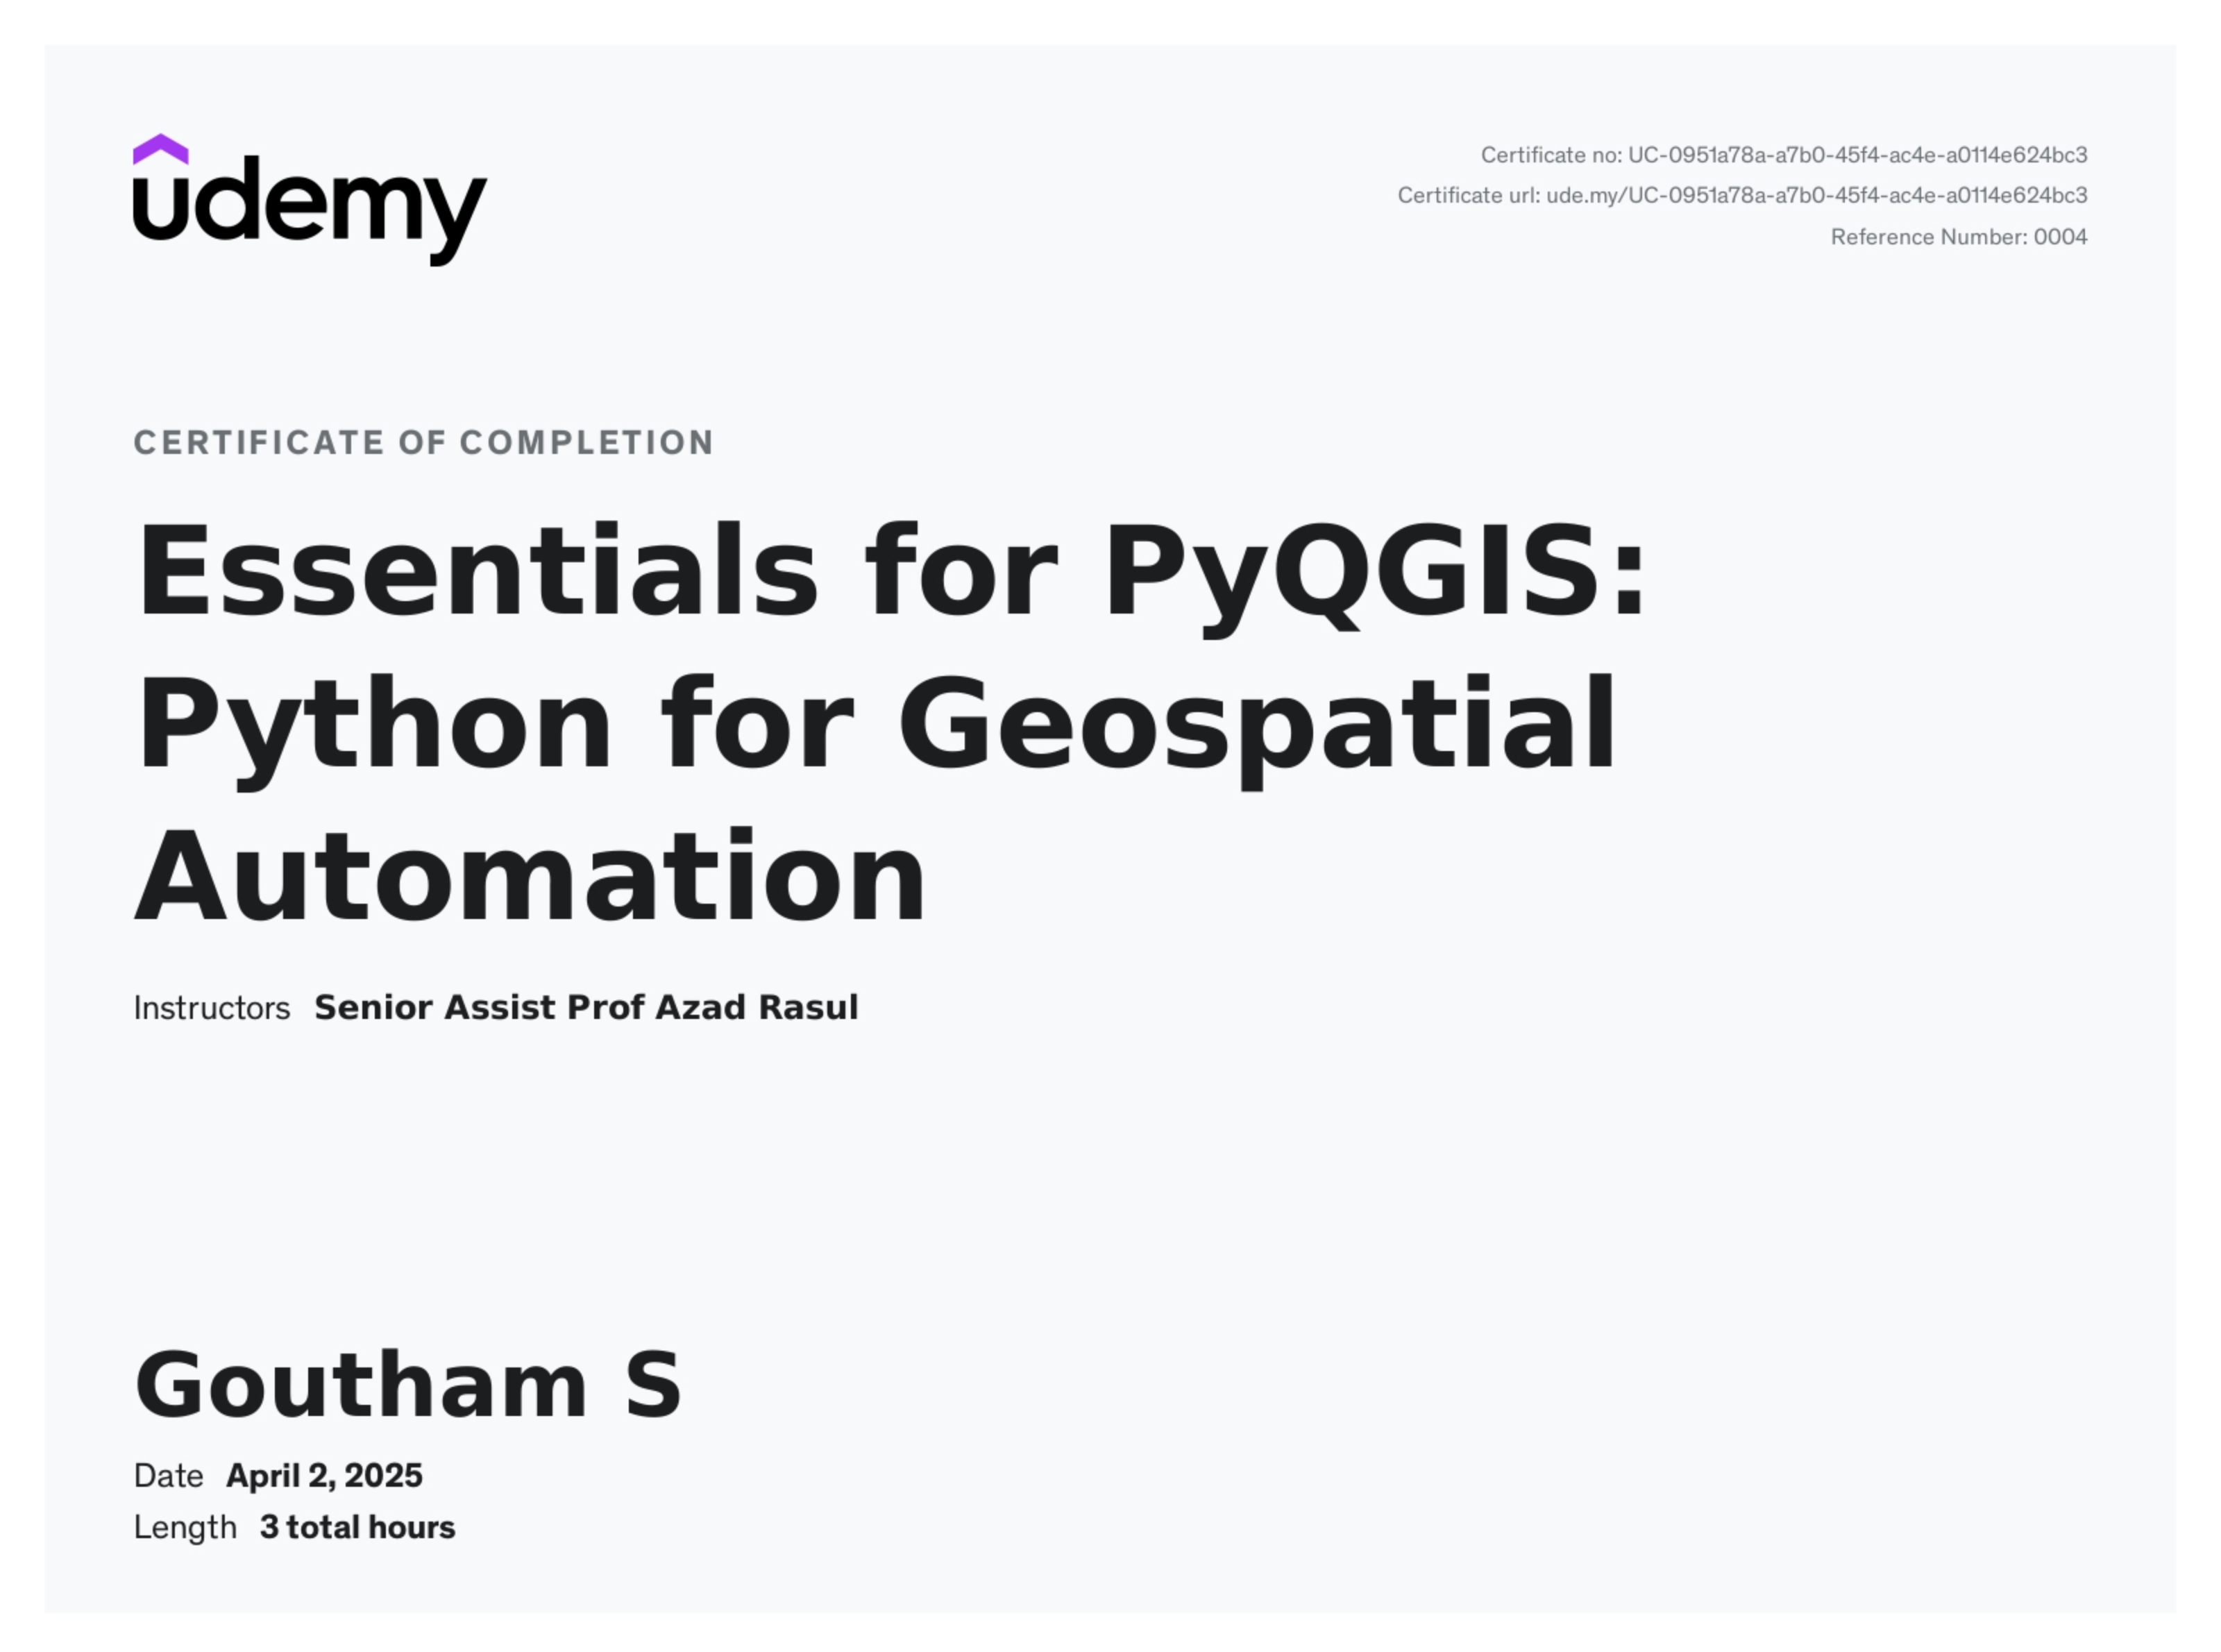 udemy
Certificate no: UC-0951a78a-a7b0-45f4-ac4e-a0114e624bc3
Certificate url: ude.my/UC-0951a78a-a7b0-45f4-ac4e-a0114e624bc3
Reference Number: 0004
CERTIFICATE OF COMPLETION
Essentials for PyQGIS:
Python for Geospatial
Automation
Instructors Senior Assist Prof Azad Rasul
Goutham S
Date April 2, 2025
Length 3 total hours